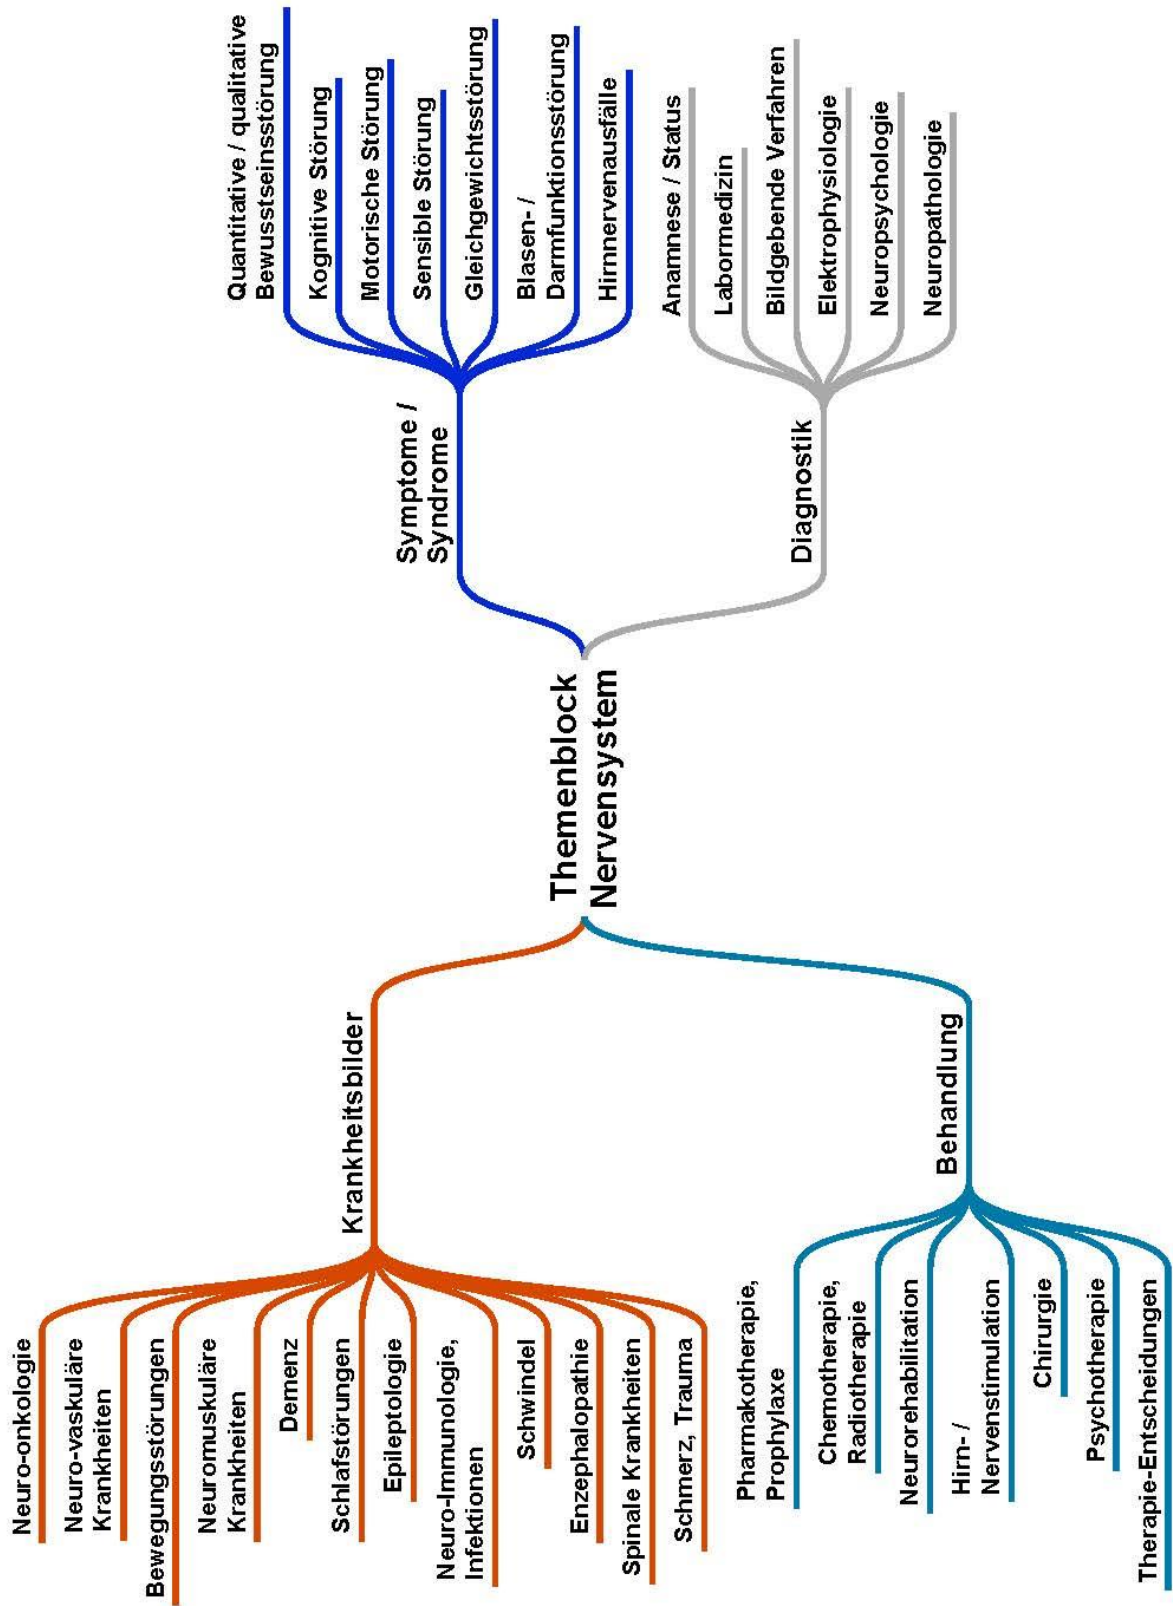 Neuro-onkologie
Neuro-vaskuläre
Krankheiten
Bewegungsstörungen
Neuromuskuläre
Krankheiten
Demenz
Schlafstörungen
Epileptologie
Neuro-Immunologie,
Infektionen
Schwindel
Enzephalopathie
Spinale Krankheiten
Schmerz, Trauma
Krankheitsbilder
Pharmakotherapie,
Prophylaxe
Chemotherapie,
Radiotherapie
Neurorehabilitation
Hirn- /
Nervenstimulation
Chirurgie
Psychotherapie
Therapie-Entscheidungen
Behandlung
Themenblock
Nervensystem
Symptome /
Syndrome
Quantitative / qualitative
Bewusstseinsstörung
Kognitive Störung
Motorische Störung
Sensible Störung
Gleichgewichtsstörung
Blasen- /
Darmfunktionsstörung
Hirnnervenausfälle
Diagnostik
Anamnese / Status
Labormedizin
Bildgebende Verfahren
Elektrophysiologie
Neuropsychologie
Neuropathologie